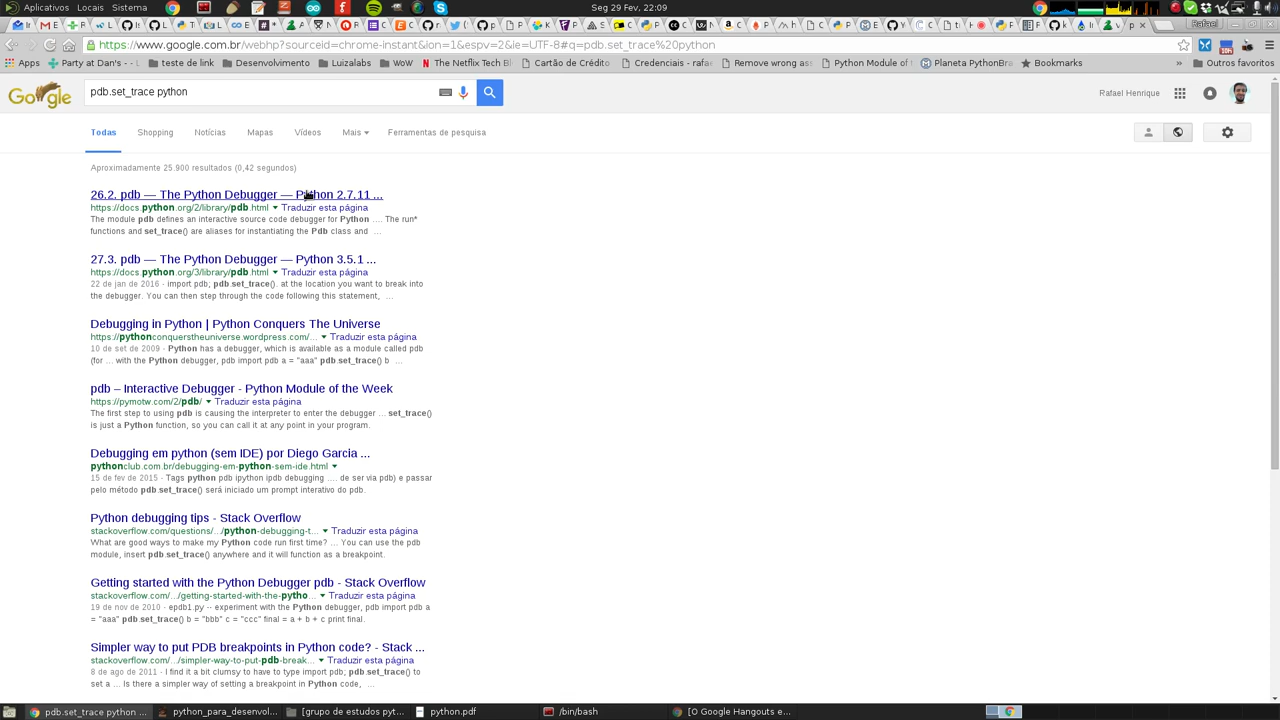 Aplicativos Locais Sistema
Seg 29 Fev, 22:09
Rafael
https://www.google.com.br/webhp?sourceid=chrome-instant&ion=1&espv=2&ie=UTF-8#q=pdb.set_trace%20python
Apps
Party at Dan's - -
teste de link
Desenvolvimento
Luizalabs
WoW
The Netflix Tech Bl
Cartão de Crédito
Credenciais - rafae
Remove wrong ass
Python Module of
Planeta PythonBra
Bookmarks
»
Outros favoritos
Google
pdb.set_trace python
Rafael Henrique
Todas Shopping Notícias Mapas Vídeos Mais Ferramentas de pesquisa
Aproximadamente 25.900 resultados (0,42 segundos)
26.2. pdb — The Python Debugger — Python 2.7.11 ...
https://docs.python.org/2/library/pdb.html Traduzir esta página
The module pdb defines an interactive source code debugger for Python .... The run*
functions and set_trace() are aliases for instantiating the Pdb class and ...
27.3. pdb — The Python Debugger — Python 3.5.1 ...
https://docs.python.org/3/library/pdb.html Traduzir esta página
22 de jan de 2016 - import pdb; pdb.set_trace(). at the location you want to break into
the debugger. You can then step through the code following this statement, ...
Debugging in Python | Python Conquers The Universe
https://pythonconquerstheuniverse.wordpress.com/... Traduzir esta página
10 de set de 2009 - Python has a debugger, which is available as a module called pdb
(for ... with the Python debugger, pdb import pdb a = "aaa" pdb.set_trace() b ...
pdb – Interactive Debugger - Python Module of the Week
https://pymotw.com/2/pdb/ Traduzir esta página
The first step to using pdb is causing the interpreter to enter the debugger ... set_trace()
is just a Python function, so you can call it at any point in your program.
Debugging em python (sem IDE) por Diego Garcia ...
pythonclub.com.br/debugging-em-python-sem-ide.html
15 de fev de 2015 - Tags python pdb ipython ipdb debugging .... de ser via pdb) e passar
pelo método pdb.set_trace() será iniciado um prompt interativo do pdb.
Python debugging tips - Stack Overflow
stackoverflow.com/questions/.../python-debugging-t... Traduzir esta página
What are good ways to make my Python code run first time? ... You can use the pdb
module, insert pdb.set_trace() anywhere and it will function as a breakpoint.
Getting started with the Python Debugger pdb - Stack Overflow
stackoverflow.com/.../getting-started-with-the-pytho... Traduzir esta página
19 de nov de 2010 - epdb1.py -- experiment with the Python debugger, pdb import pdb a
= "aaa" pdb.set_trace() b = "bbb" c = "ccc" final = a + b + c print final.
Simpler way to put PDB breakpoints in Python code? - Stack ...
stackoverflow.com/.../simpler-way-to-put-pdb-break... Traduzir esta página
8 de ago de 2011 - I find it a bit clumsy to have to type import pdb; pdb.set_trace() to
set a ... Is there a simpler way of setting a breakpoint in Python code, ...
pdb.set_trace python ...
python_para_desenvol...
[grupo de estudos pyt...
python.pdf
/bin/bash
[O Google Hangouts e...